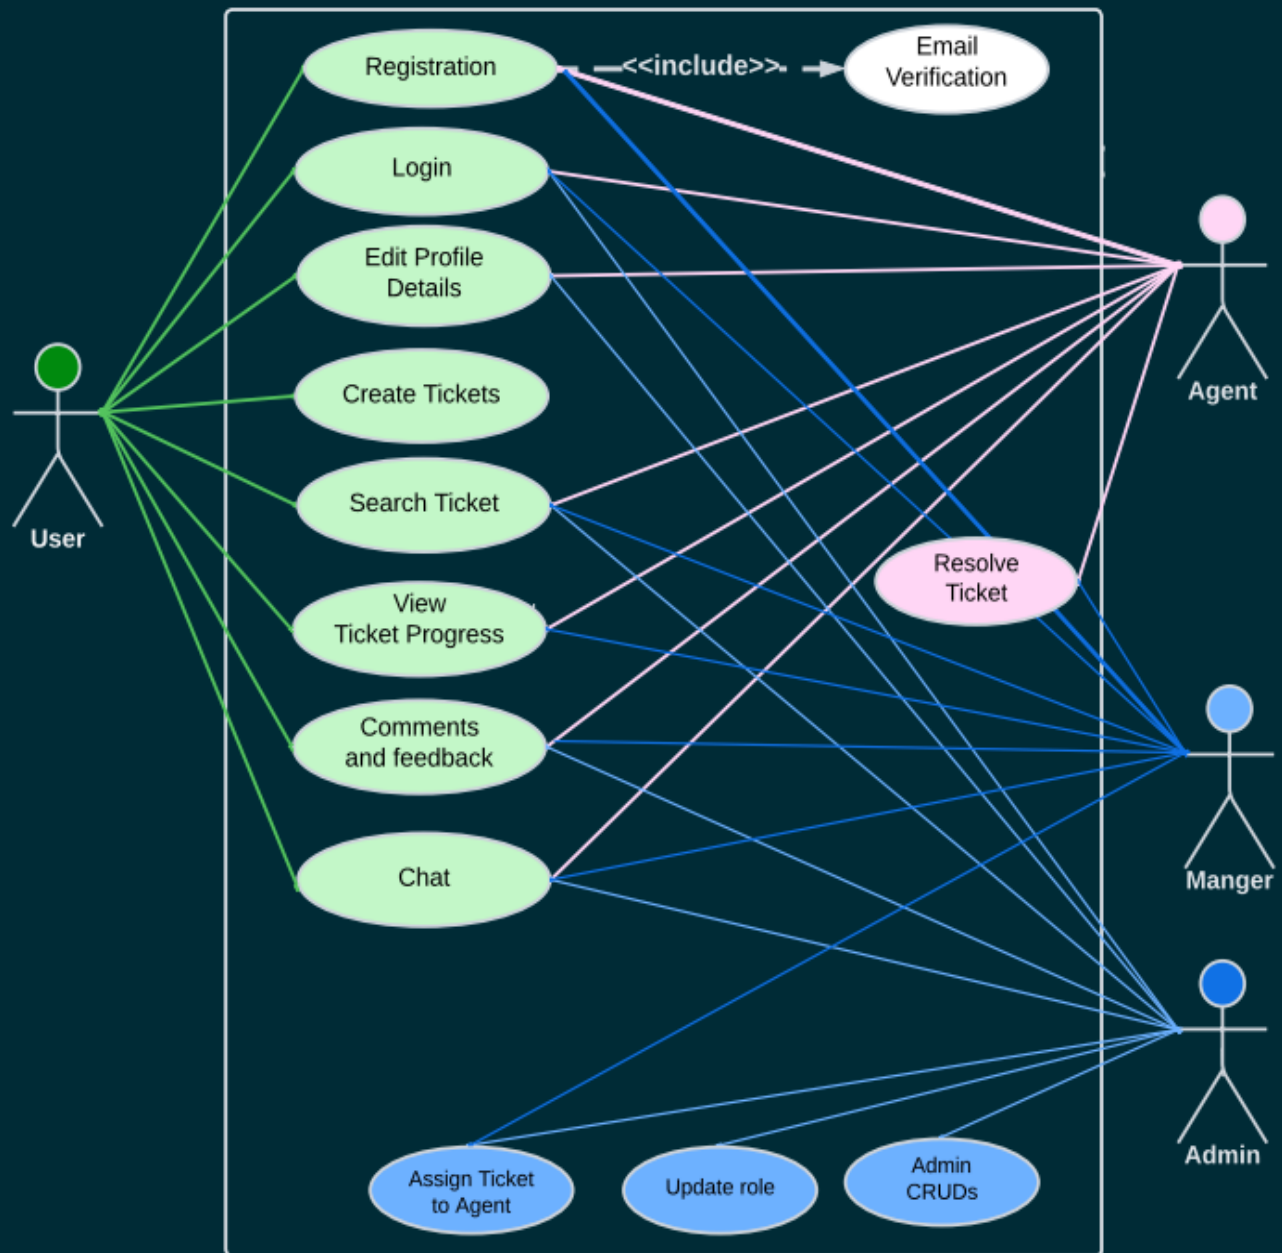 Registration
<<include>>
Email
Verification
Login
Edit Profile
Details
Create Tickets
Search Ticket
View
Ticket Progress
Comments
and feedback
Chat
User
Agent
Resolve
Ticket
Manger
Admin
Assign Ticket
to Agent
Update role
Admin
CRUDs